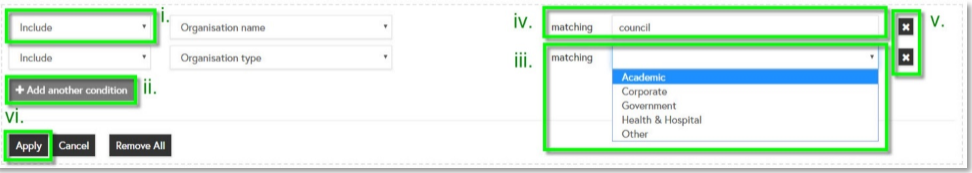 Include i. Organisation name iv. matching council v.
Include Organisation type iii. matching
+ Add another condition ii.
Academic
Corporate
Government
Health & Hospital
Other
vi.
Apply Cancel Remove All